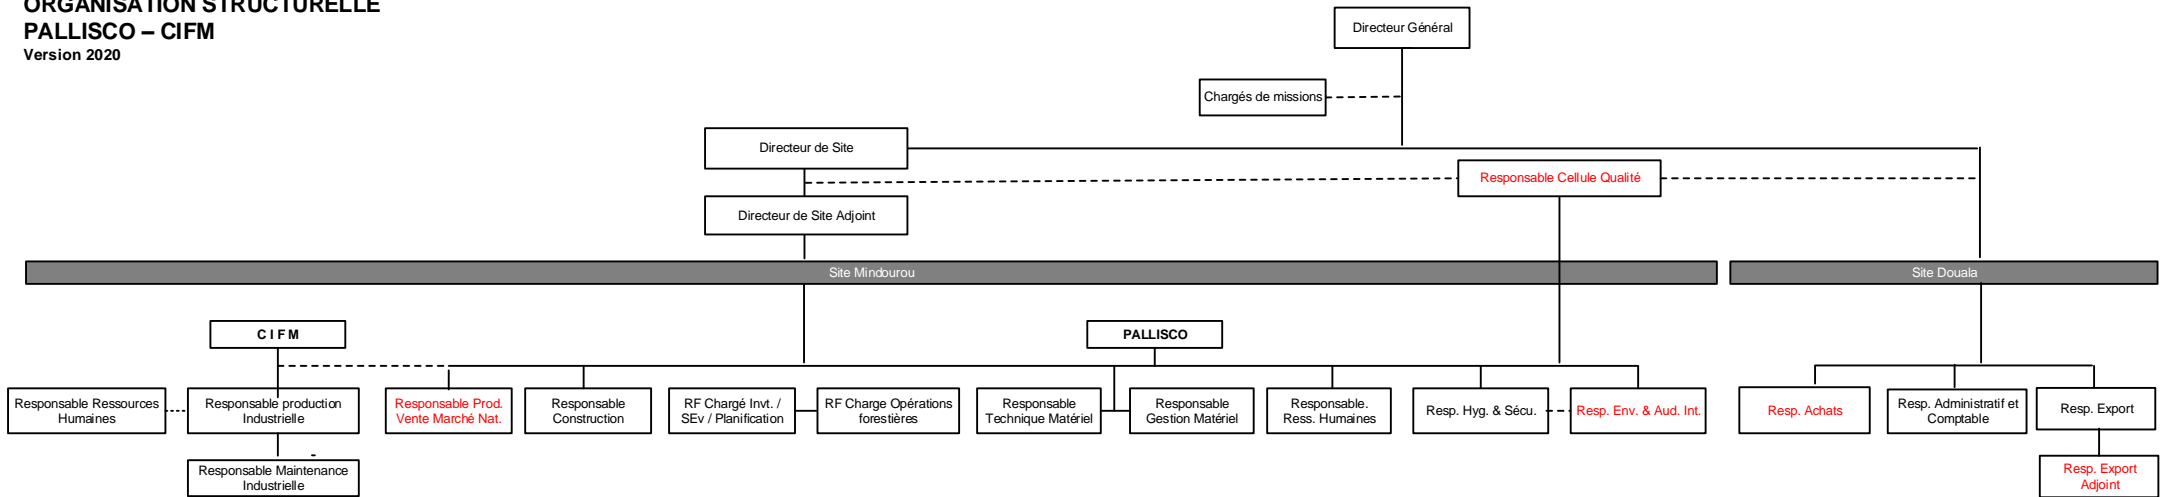 ORGANISATION STRUCTURELLE
PALLISCO – CIFM
Version 2020
Directeur Général
Chargés de missions
Directeur de Site
Responsable Cellule Qualité
Directeur de Site Adjoint
Site Mindourou
Site Douala
C I F M
PALLISCO
Responsable Ressources
Humaines
Responsable production
Industrielle
Responsable Prod.
Vente Marché Nat.
Responsable
Construction
RF Chargé Invt. /
SEv / Planification
RF Charge Opérations
forestières
Responsable
Technique Matériel
Responsable
Gestion Matériel
Responsable.
Ress. Humaines
Resp. Hyg. & Sécu.
Resp. Env. & Aud. Int.
Resp. Achats
Resp. Administratif et
Comptable
Resp. Export
Responsable Maintenance
Industrielle
Resp. Export
Adjoint